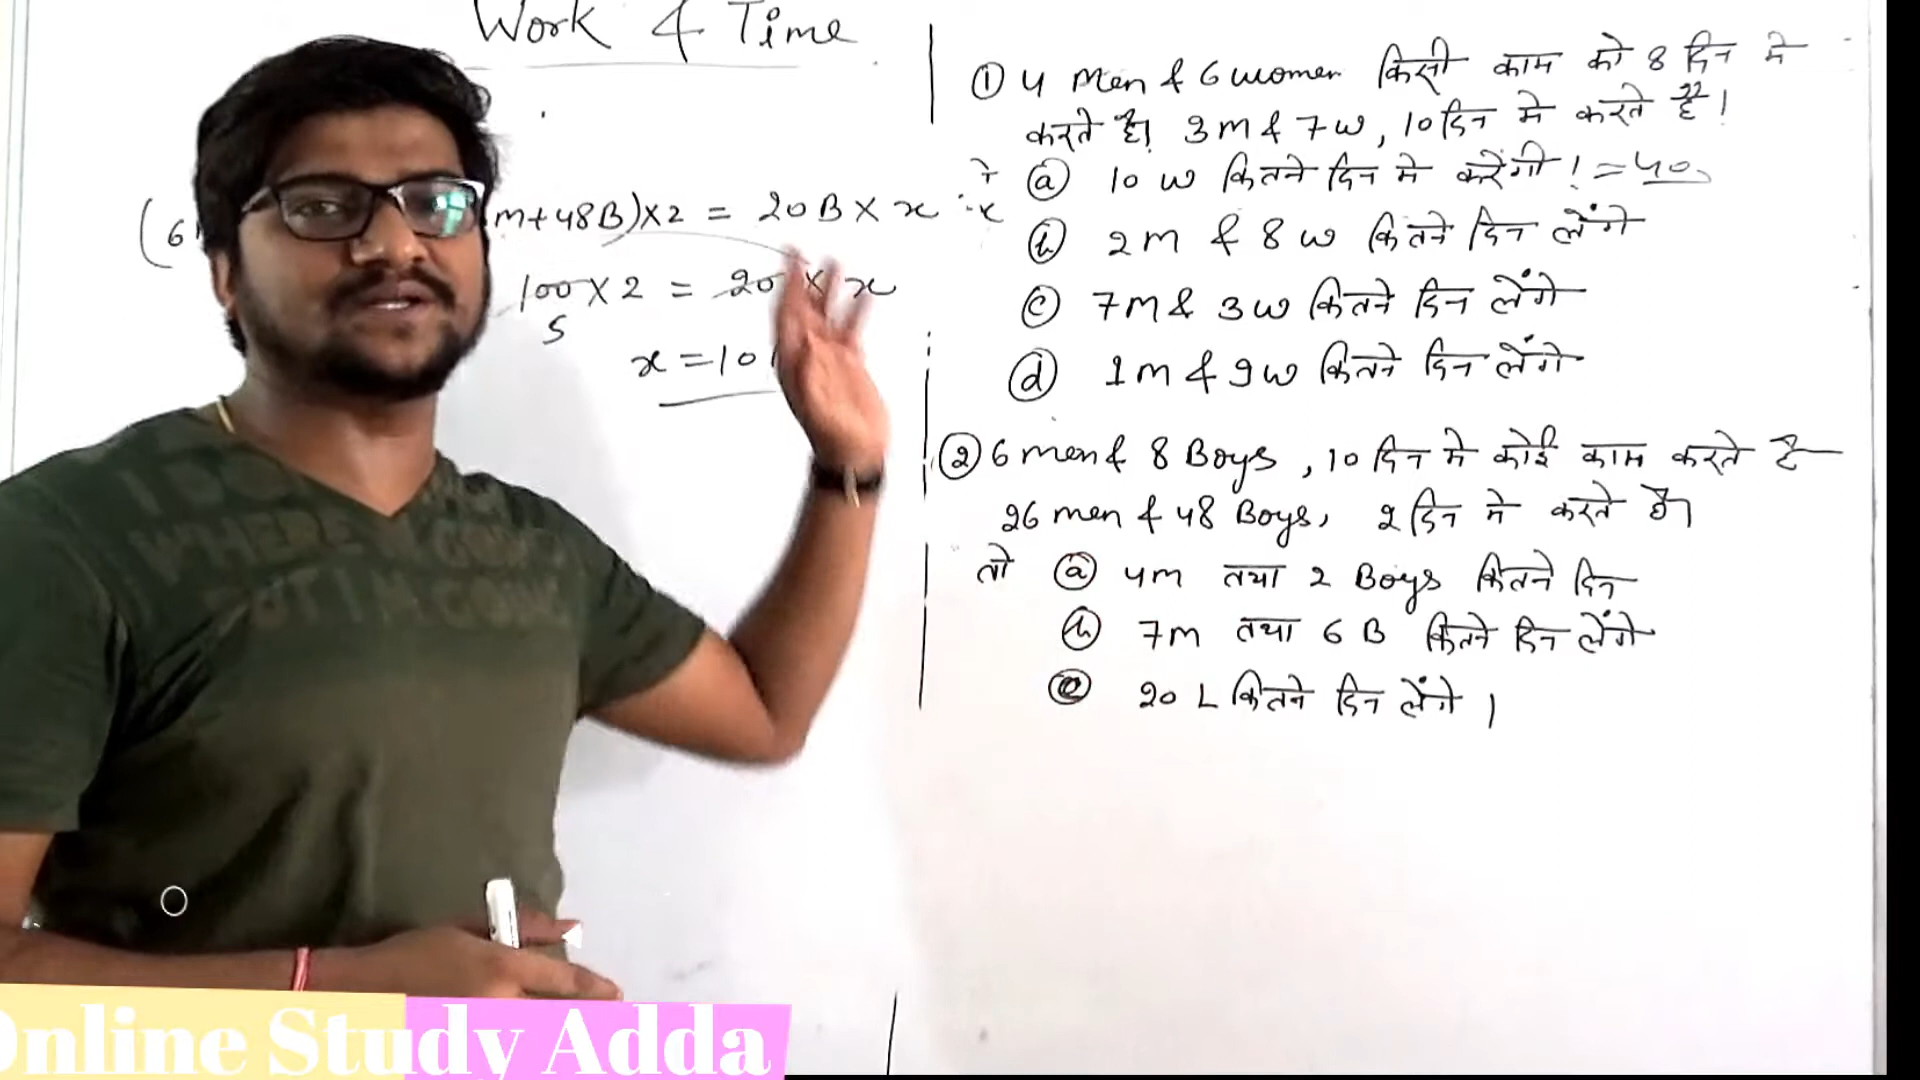 Work & Time
(6 m+48B)×2 = 20B × x
100×2 = 20 × x
5
x = 10
① 4 Men & 6 women किसी काम को 8 दिन मे
करते है। 3m & 7w, 10 दिन मे करते है।
ⓐ 10 w कितने दिन मे करेंगी ! = 40
ⓑ 2m & 8w कितने दिन लेंगे
ⓒ 7m & 3w कितने दिन लेंगे
ⓓ 1m & 9w कितने दिन लेंगे
② 6 men & 8 Boys , 10 दिन मे कोई काम करते है
26 men & 48 Boys, 2 दिन मे करते है।
तो ⓐ 4m तथा 2 Boys कितने दिन
ⓑ 7m तथा 6 B कितने दिन लेंगे
ⓒ 20 L कितने दिन लेंगे ।
Online Study Adda